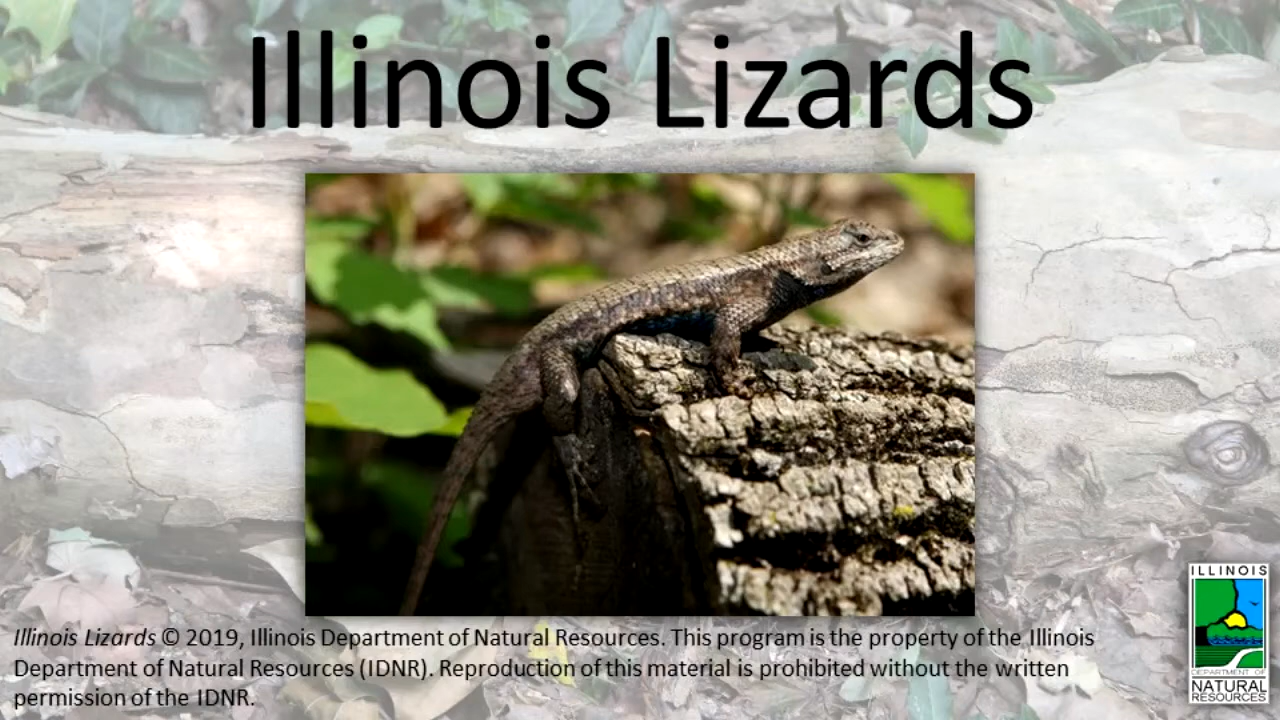 Illinois Lizards
Illinois Lizards © 2019, Illinois Department of Natural Resources. This program is the property of the Illinois
Department of Natural Resources (IDNR). Reproduction of this material is prohibited without the written
permission of the IDNR.
ILLINOIS
DEPARTMENT OF
NATURAL
RESOURCES